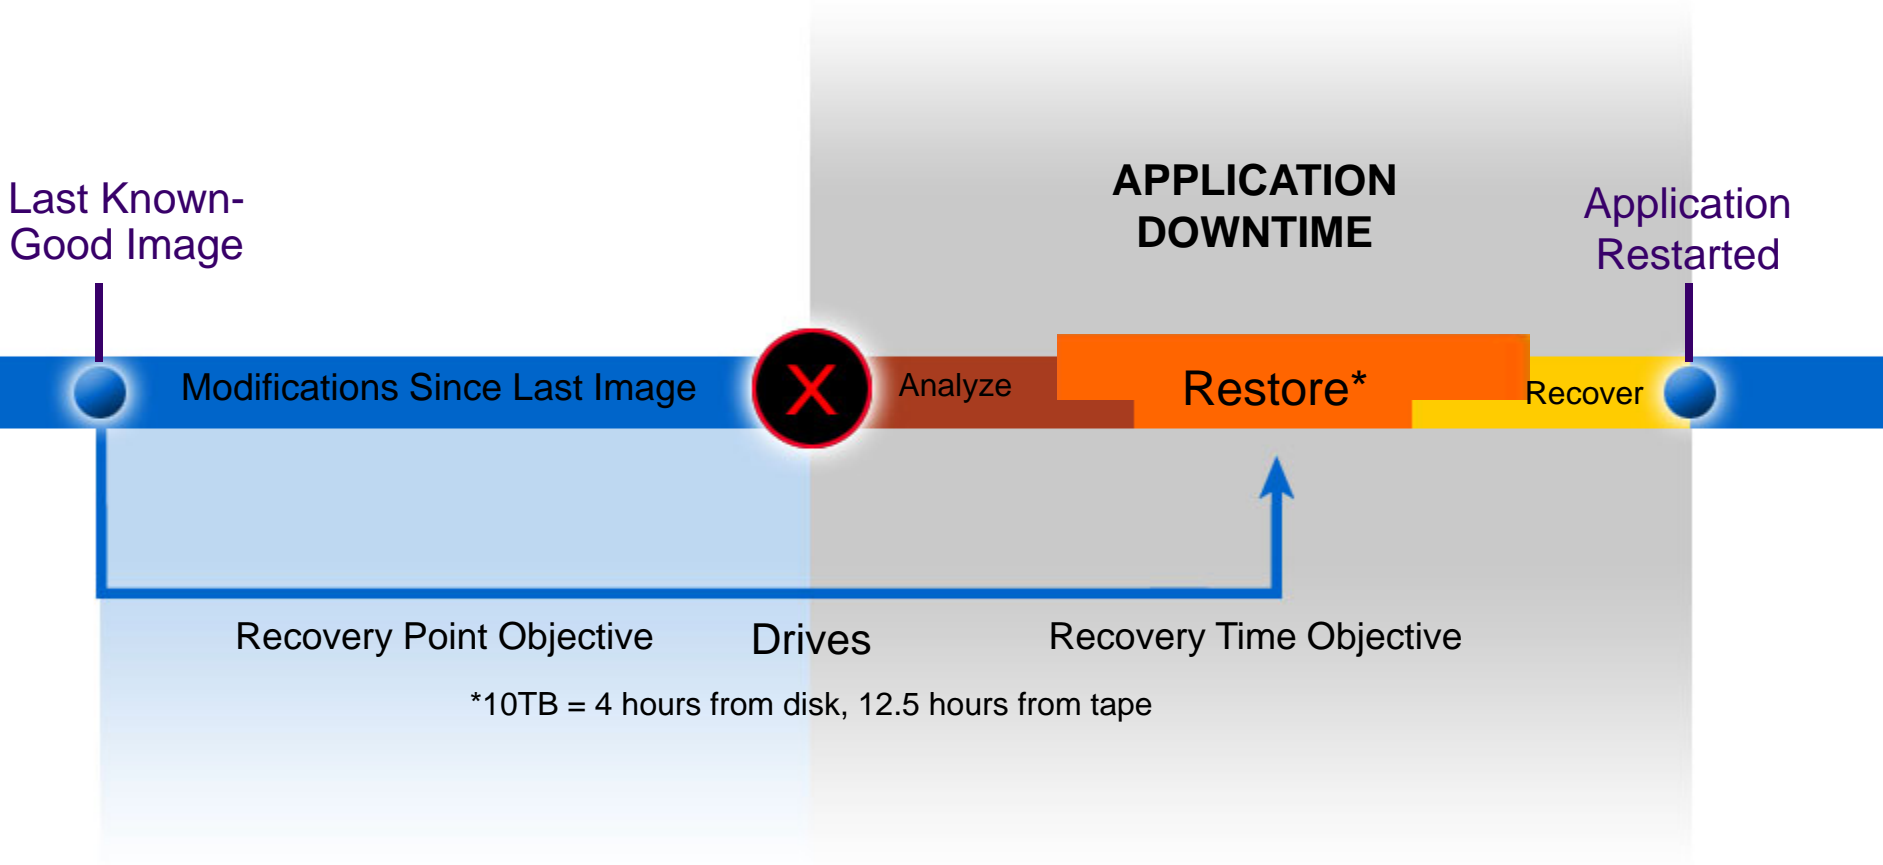 APPLICATION
DOWNTIME
Last Known-
Good Image
Application
Restarted
Modifications Since Last Image
X
Analyze
Restore*
Recover
Recovery Point Objective
Drives
Recovery Time Objective
*10TB = 4 hours from disk, 12.5 hours from tape